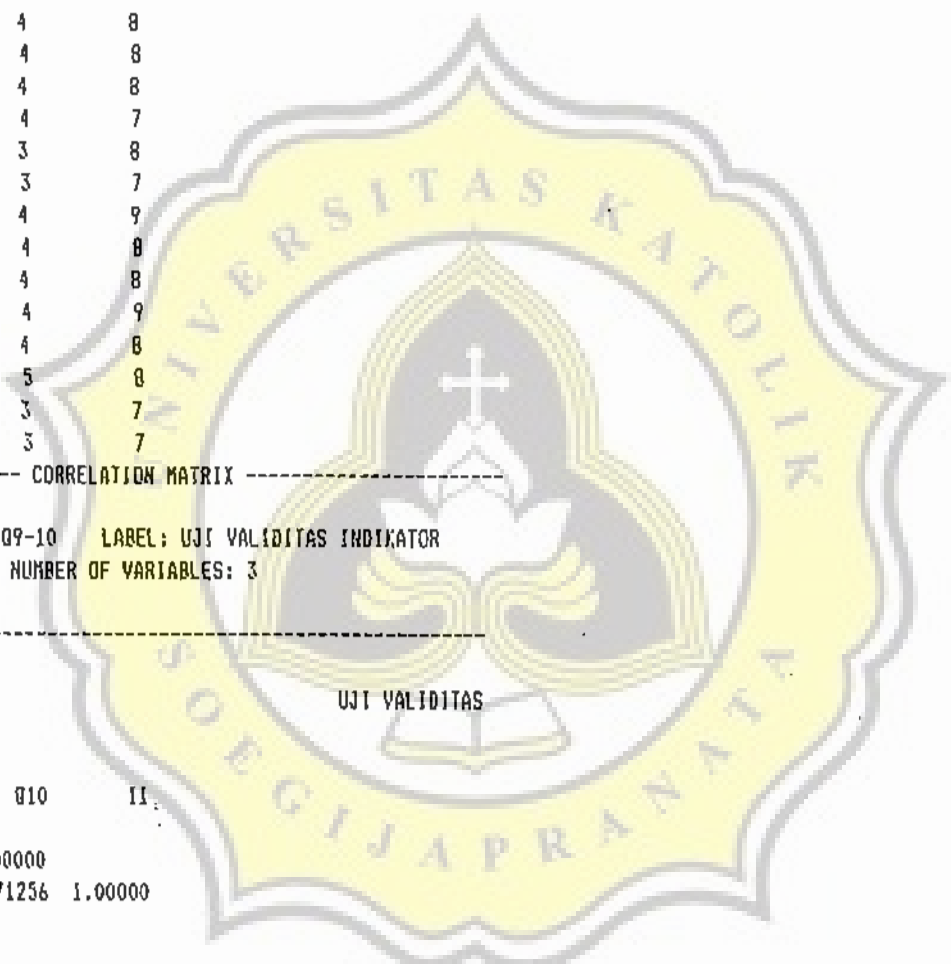 4 8
4 8
4 8
4 7
3 8
3 7
4 9
4 8
4 8
4 9
4 8
5 8
3 7
3 7
-- CORRELATION MATRIX --------------------------
09-10 LABEL: UJI VALIDITAS INDIKATOR
NUMBER OF VARIABLES: 3
--------------------------------------------------
UJI VALIDITAS
Q10 II
00000
71256 1.00000
UNIVERSITAS KATOLIK
SOEGIJAPRANATA